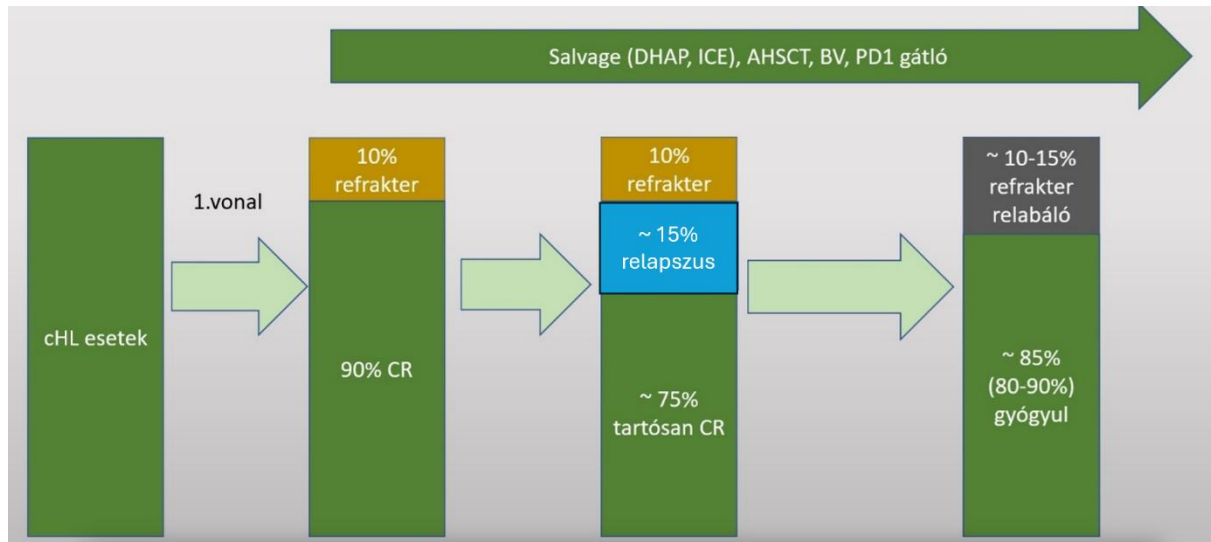 Salvage (DHAP, ICE), AHSCT, BV, PD1 gátló
cHL esetek
1.vonal
10%
refrakter
90% CR
10%
refrakter
~ 15%
relapszus
~ 75%
tartósan CR
~ 10-15%
refrakter
relabáló
~ 85%
(80-90%)
gyógyul